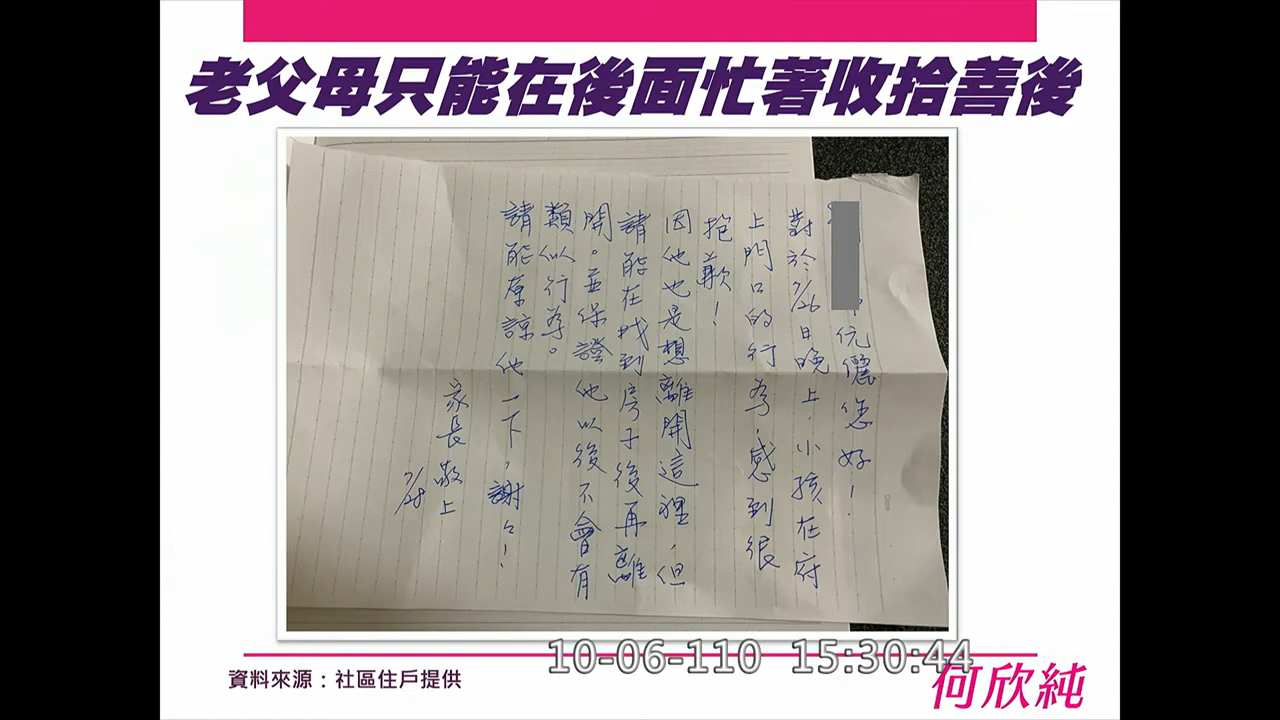 老父母只能在後面忙著收拾善後
伉儷您好！
對於7/26日晚上,小孩在府
上門口的行為,感到很
抱歉！
因他也是想離開這裡,但
請能在找到房子後再離
開。並保證他以後不會有
類似行為。
請能原諒他一下,謝々！
家長敬上
7/28
10-06-110 15:30:44
資料來源：社區住戶提供
何欣純